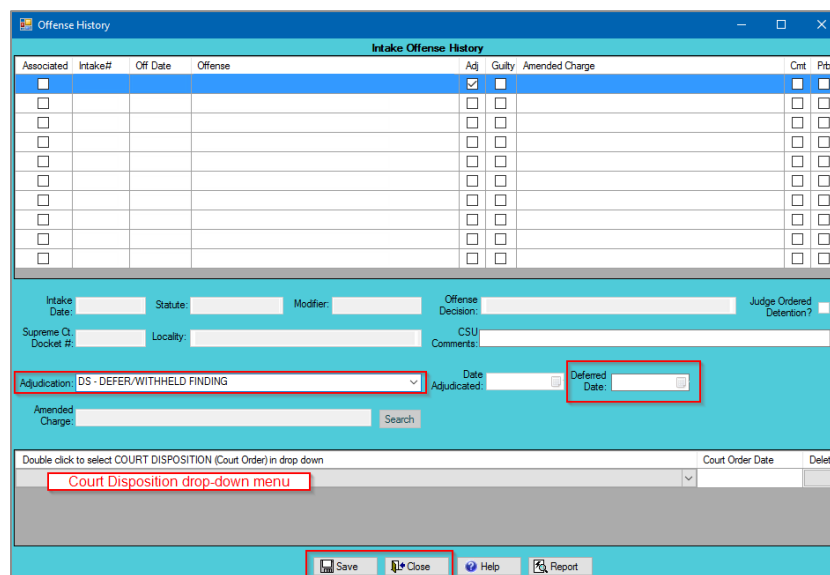 Offense History
Intake Offense History
Associated Intake# Off Date Offense Adj Guilty Amended Charge Cmt Prb
Intake Date: Statute: Modifier: Offense Decision: Judge Ordered Detention?
Supreme Ct. Docket #: Locality: CSU Comments:
Adjudication: DS - DEFER/WITHHELD FINDING Date Adjudicated: Deferred Date:
Amended Charge: Search
Double click to select COURT DISPOSITION (Court Order) in drop down Court Order Date Delet
Court Disposition drop-down menu
Save Close Help Report